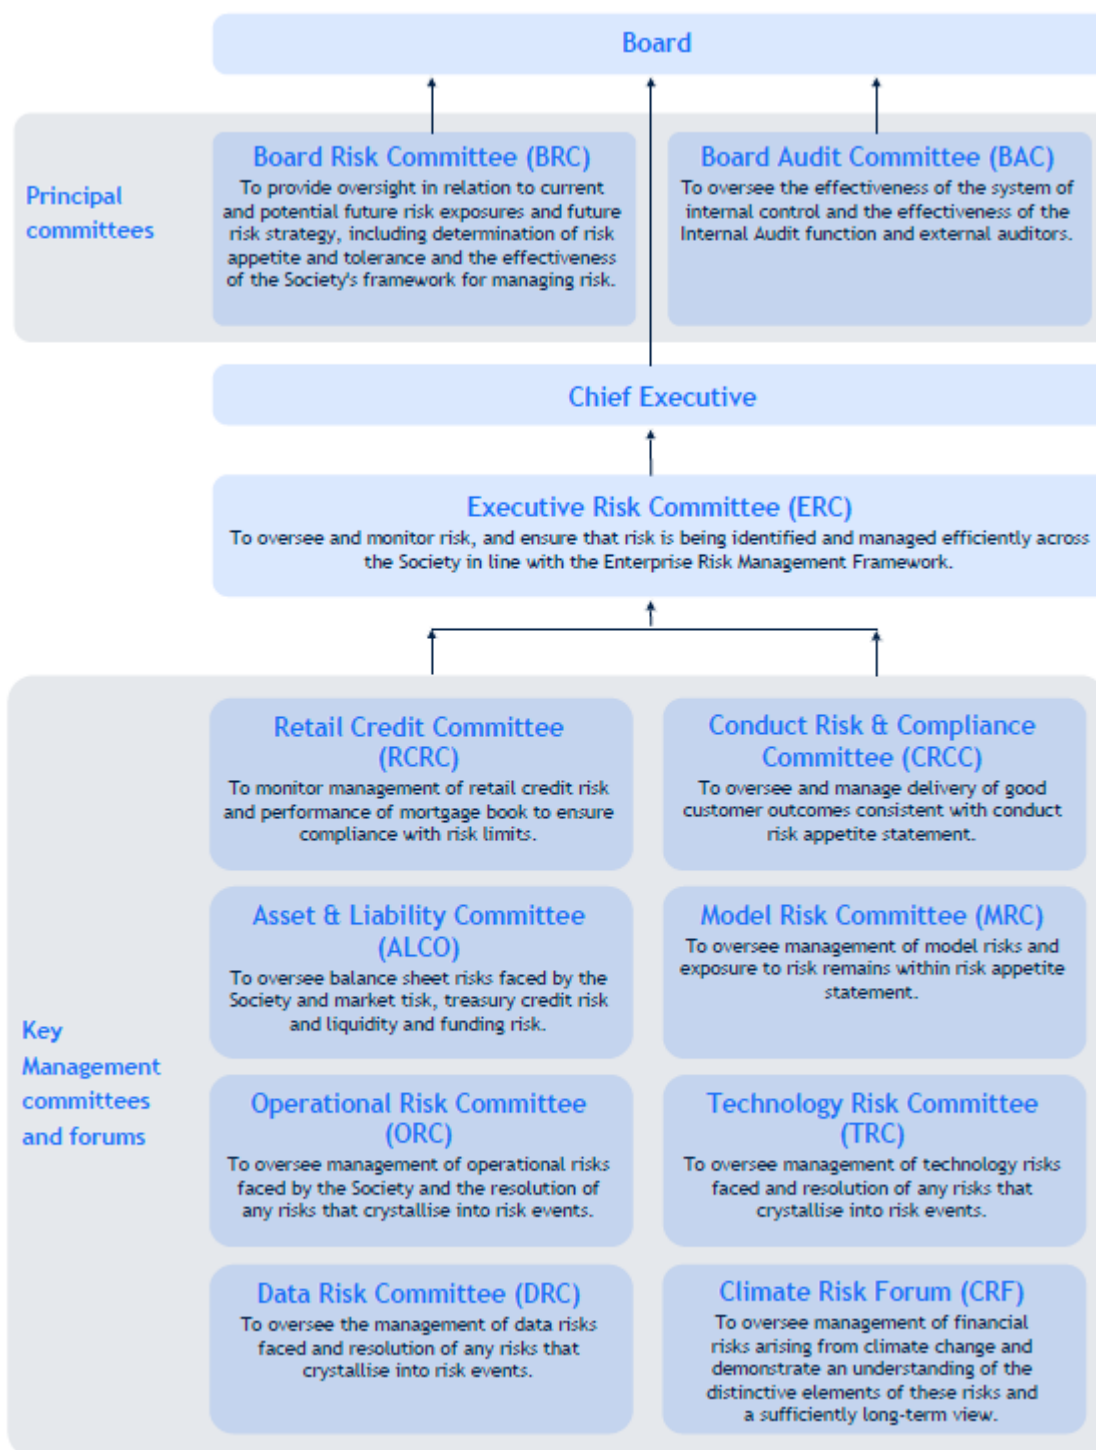 Board
Principal
committees
Board Risk Committee (BRC)
To provide oversight in relation to current
and potential future risk exposures and future
risk strategy, including determination of risk
appetite and tolerance and the effectiveness
of the Society's framework for managing risk.
Board Audit Committee (BAC)
To oversee the effectiveness of the system of
internal control and the effectiveness of the
Internal Audit function and external auditors.
Chief Executive
Executive Risk Committee (ERC)
To oversee and monitor risk, and ensure that risk is being identified and managed efficiently across
the Society in line with the Enterprise Risk Management Framework.
Key
Management
committees
and forums
Retail Credit Committee
(RCRC)
To monitor management of retail credit risk
and performance of mortgage book to ensure
compliance with risk limits.
Conduct Risk & Compliance
Committee (CRCC)
To oversee and manage delivery of good
customer outcomes consistent with conduct
risk appetite statement.
Asset & Liability Committee
(ALCO)
To oversee balance sheet risks faced by the
Society and market tisk, treasury credit risk
and liquidity and funding risk.
Model Risk Committee (MRC)
To oversee management of model risks and
exposure to risk remains within risk appetite
statement.
Operational Risk Committee
(ORC)
To oversee management of operational risks
faced by the Society and the resolution of
any risks that crystallise into risk events.
Technology Risk Committee
(TRC)
To oversee management of technology risks
faced and resolution of any risks that
crystallise into risk events.
Data Risk Committee (DRC)
To oversee the management of data risks
faced and resolution of any risks that
crystallise into risk events.
Climate Risk Forum (CRF)
To oversee management of financial
risks arising from climate change and
demonstrate an understanding of the
distinctive elements of these risks and
a sufficiently long-term view.